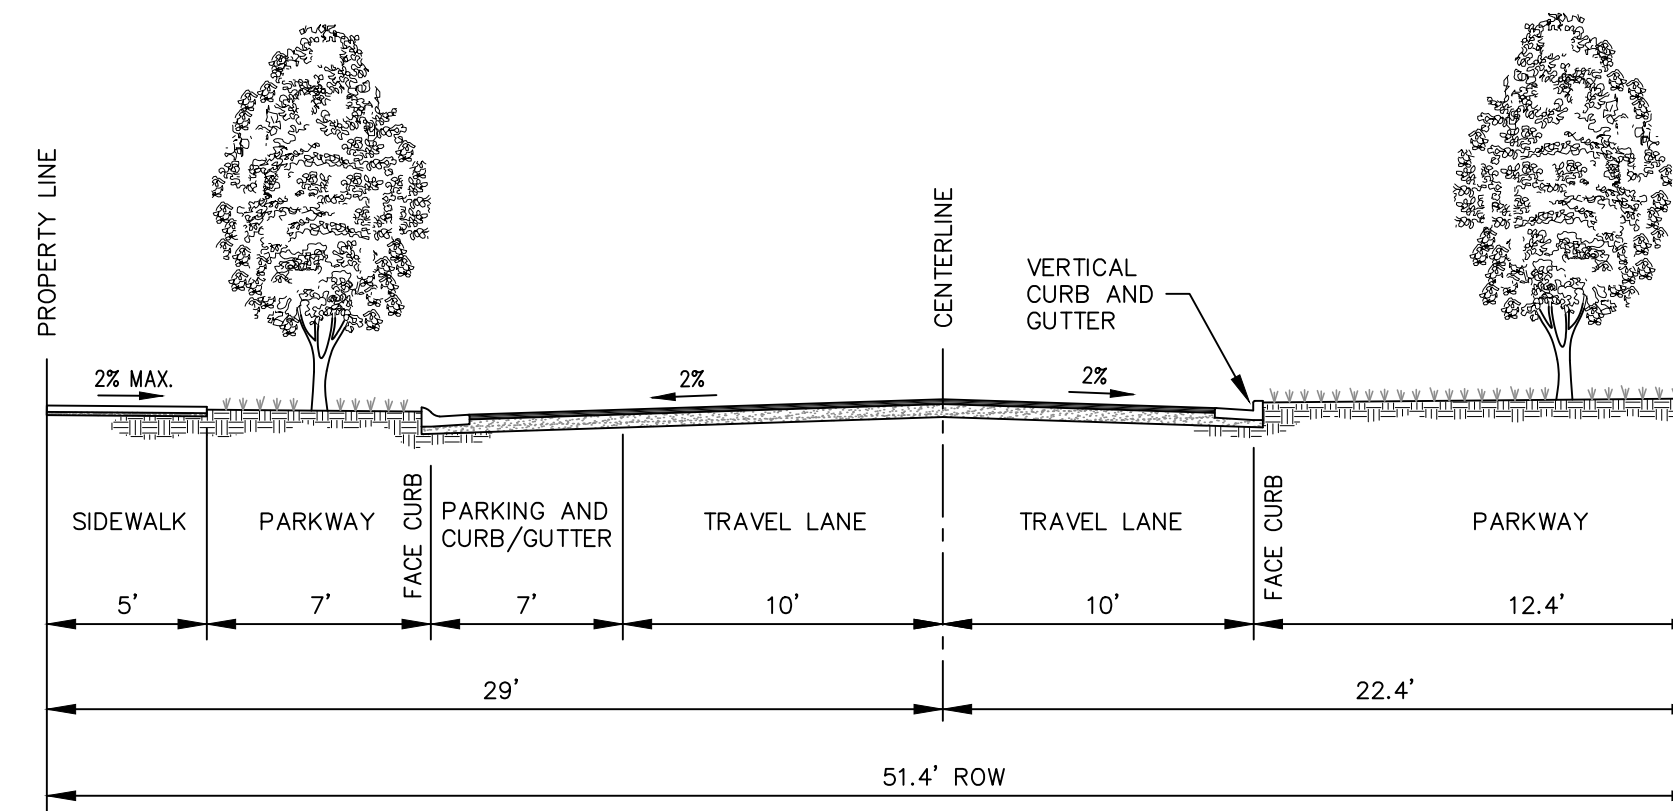 PROPERTY LINE
CENTERLINE
VERTICAL
CURB AND
GUTTER
2% MAX.
2%
2%
SIDEWALK
PARKWAY
FACE CURB
PARKING AND
CURB/GUTTER
TRAVEL LANE
TRAVEL LANE
FACE CURB
PARKWAY
5'
7'
7'
10'
10'
12.4'
29'
22.4'
51.4' ROW